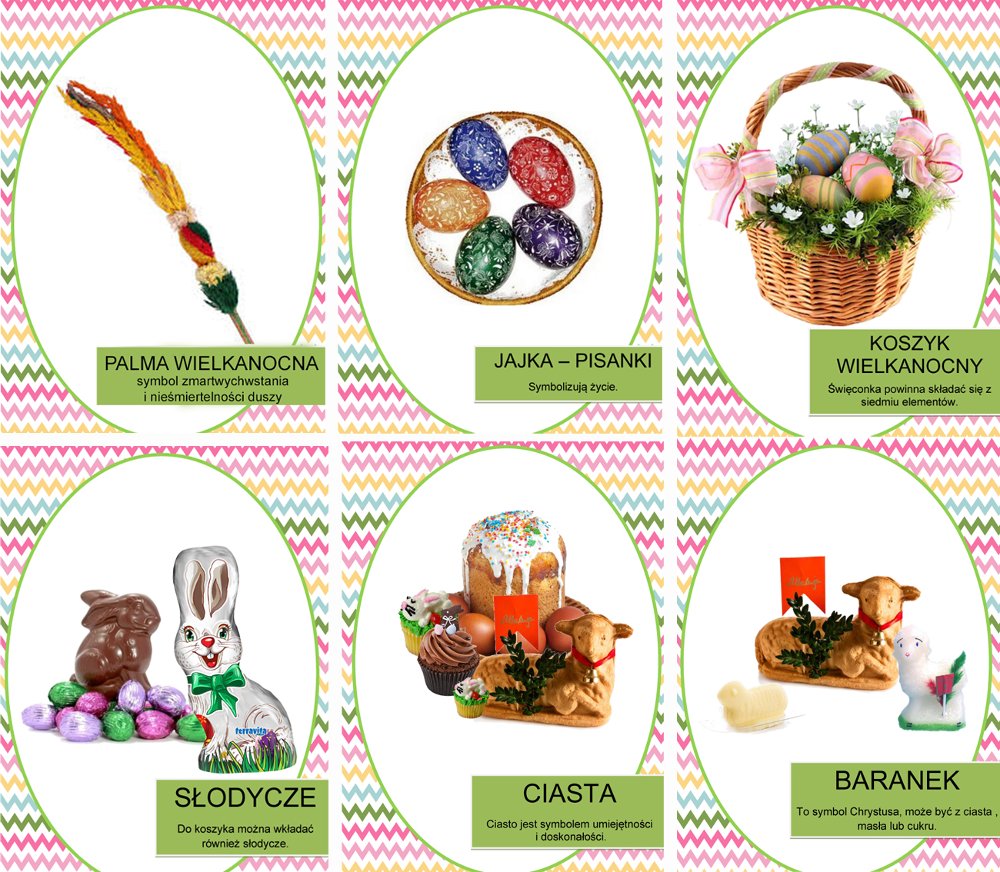 PALMA WIELKANOCNA
symbol zmartwychwstania
i nieśmiertelności duszy
JAJKA – PISANKI
Symbolizują życie.
KOSZYK
WIELKANOCNY
Święconka powinna składać się z
siedmiu elementów.
terravita
SŁODYCZE
Do koszyka można wkładać
również słodycze.
Alleluja
CIASTA
Ciasto jest symbolem umiejętności
i doskonałości.
Alleluja
BARANEK
To symbol Chrystusa, może być z ciasta ,
masła lub cukru.